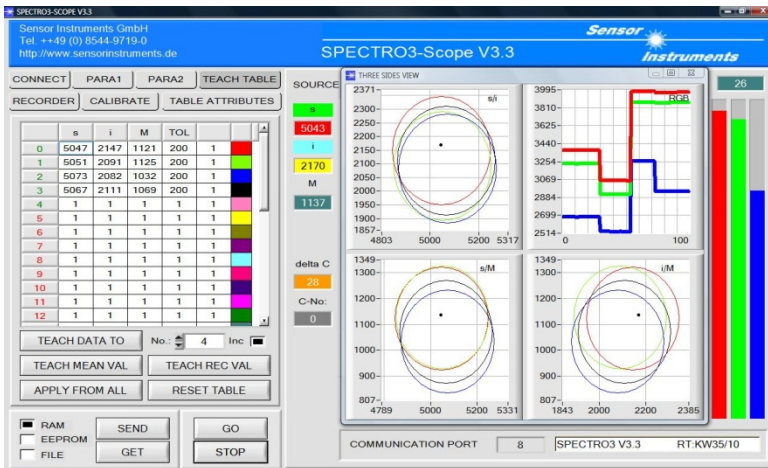 SPECTRO3-SCOPE V3.3
Sensor Instruments GmbH
Tel. ++49 (0) 8544-9719-0
http://www.sensorinstruments.de
SPECTRO3-Scope V3.3
Sensor Instruments
CONNECT PARA1 PARA2 TEACH TABLE
RECORDER CALIBRATE TABLE ATTRIBUTES
s i M TOL
0 5047 2147 1121 200 1
1 5051 2091 1125 200 1
2 5073 2082 1032 200 1
3 5067 2111 1069 200 1
4 1 1 1 1 1
5 1 1 1 1 1
6 1 1 1 1 1
7 1 1 1 1 1
8 1 1 1 1 1
9 1 1 1 1 1
10 1 1 1 1 1
11 1 1 1 1 1
12 1 1 1 1 1
TEACH DATA TO No.: 4 Inc
TEACH MEAN VAL TEACH REC VAL
APPLY FROM ALL RESET TABLE
RAM
EEPROM
FILE
SEND GO
GET STOP
SOURCE
s
5043
i
2170
M
1137
delta C
28
C-No:
0
THREE SIDES VIEW
s/i
2371
2300
2250
2200
2150
2100
2050
2000
1950
1900
1857
4803 5000 5200 5317
RGB
3995
3810
3625
3440
3254
3069
2884
2699
2514
0 100
s/M
1349
1300
1200
1100
1000
900
807
4789 5000 5200 5331
i/M
1349
1300
1200
1100
1000
900
807
1843 2000 2200 2385
26
COMMUNICATION PORT 8 SPECTRO3 V3.3 RT:KW35/10